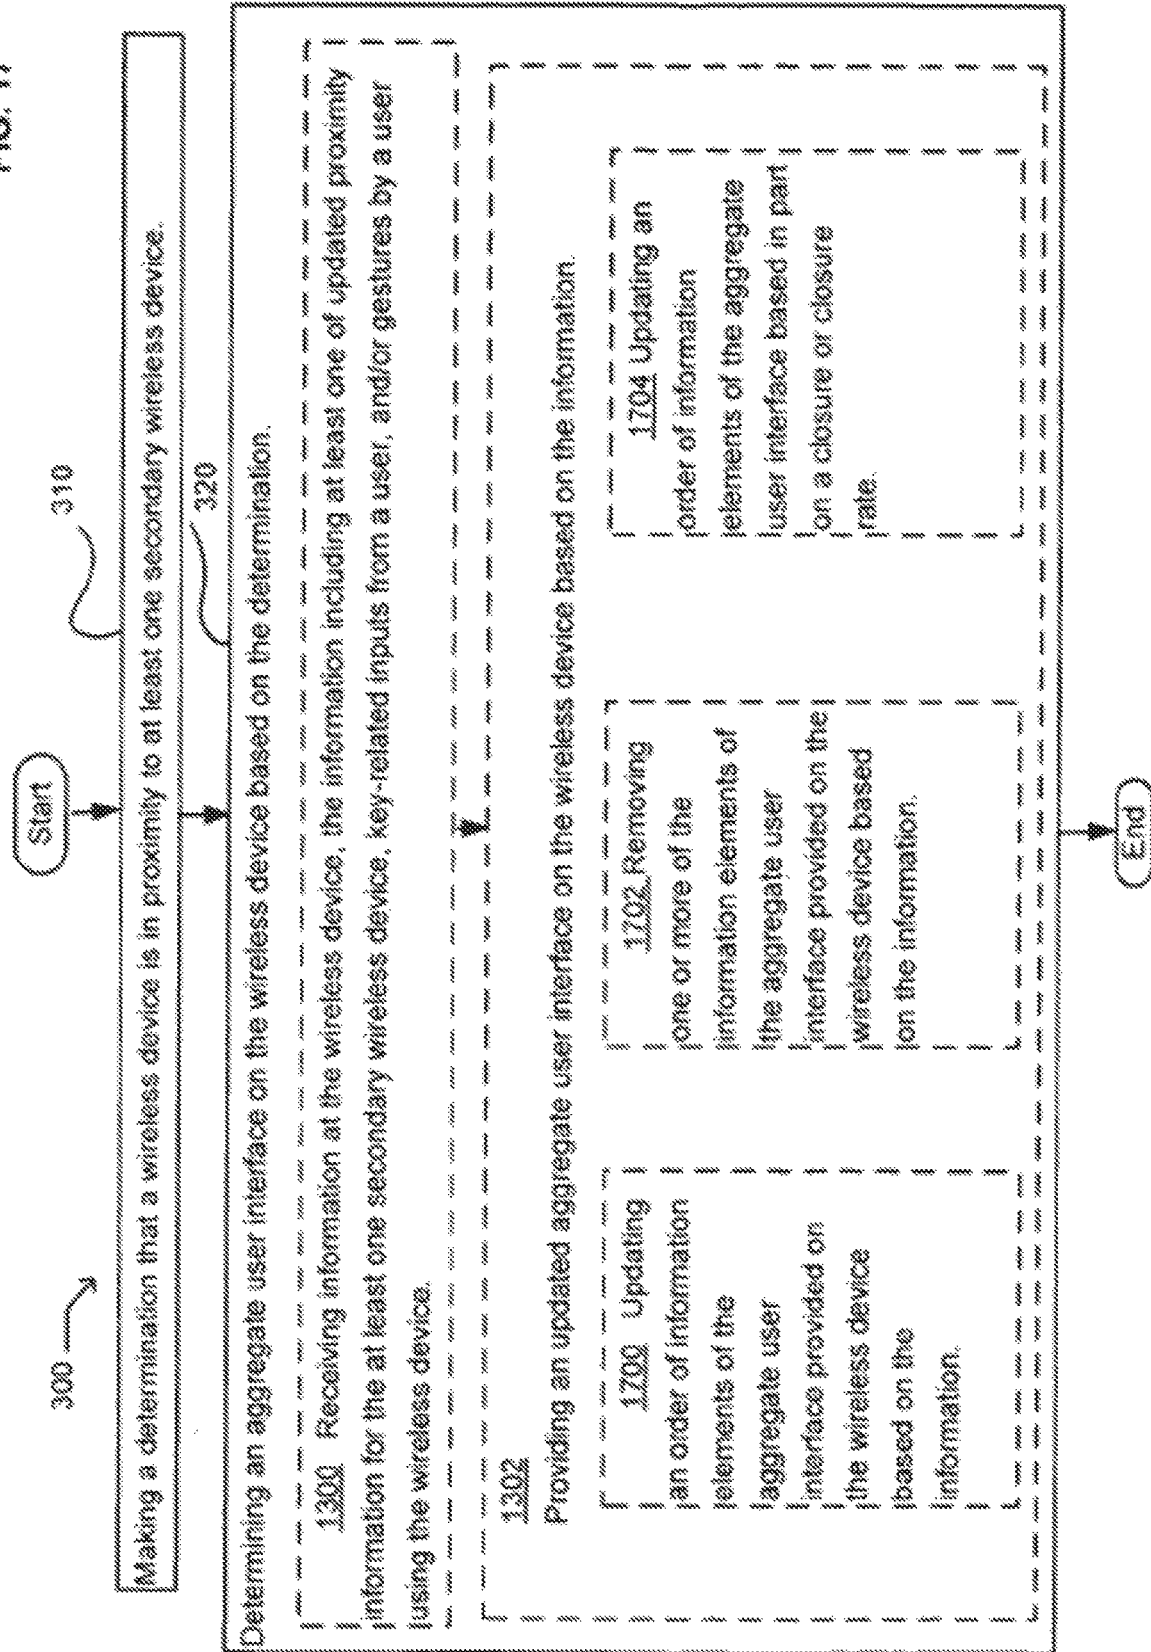 FIG. 17
300
Start
310
Making a determination that a wireless device is in proximity to at least one secondary wireless device.
320
Determining an aggregate user interface on the wireless device based on the determination.
1300 Receiving information at the wireless device, the information including at least one of updated proximity
information for the at least one secondary wireless device, key-related inputs from a user, and/or gestures by a user
using the wireless device.
1302
Providing an updated aggregate user interface on the wireless device based on the information.
1700 Updating
an order of information
elements of the
aggregate user
interface provided on
the wireless device
based on the
information.
1702 Removing
one or more of the
information elements of
the aggregate user
interface provided on the
wireless device based
on the information.
1704 Updating an
order of information
elements of the aggregate
user interface based in part
on a closure or closure
rate.
End